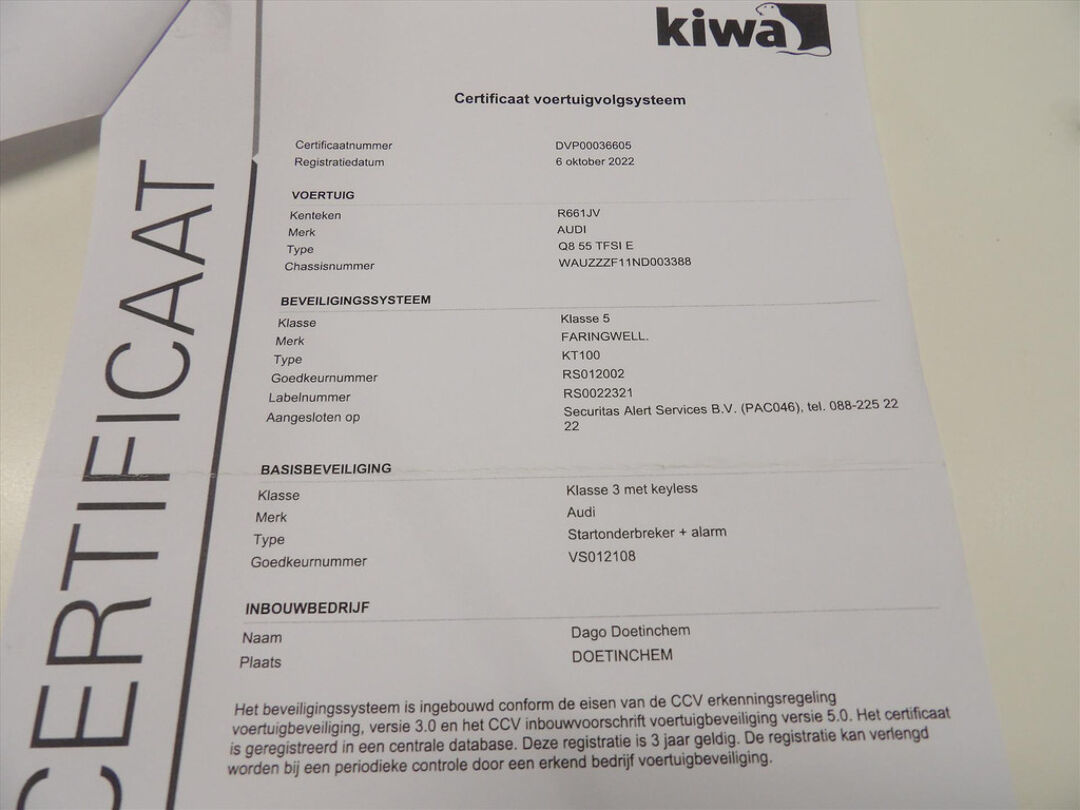 kiwa
CERTIFICAAT
Certificaat voertuigvolgsysteem
Certificaatnummer DVP00036605
Registratiedatum 6 oktober 2022
VOERTUIG
Kenteken R661JV
Merk AUDI
Type Q8 55 TFSI E
Chassisnummer WAUZZZF11ND003388
BEVEILIGINGSSYSTEEM
Klasse Klasse 5
Merk FARINGWELL.
Type KT100
Goedkeurnummer RS012002
Labelnummer RS0022321
Aangesloten op Securitas Alert Services B.V. (PAC046), tel. 088-225 22
22
BASISBEVEILIGING
Klasse Klasse 3 met keyless
Merk Audi
Type Startonderbreker + alarm
Goedkeurnummer VS012108
INBOUWBEDRIJF
Naam Dago Doetinchem
Plaats DOETINCHEM
Het beveiligingssysteem is ingebouwd conform de eisen van de CCV erkenningsregeling
voertuigbeveiliging, versie 3.0 en het CCV inbouwvoorschrift voertuigbeveiliging versie 5.0. Het certificaat
is geregistreerd in een centrale database. Deze registratie is 3 jaar geldig. De registratie kan verlengd
worden bij een periodieke controle door een erkend bedrijf voertuigbeveiliging.